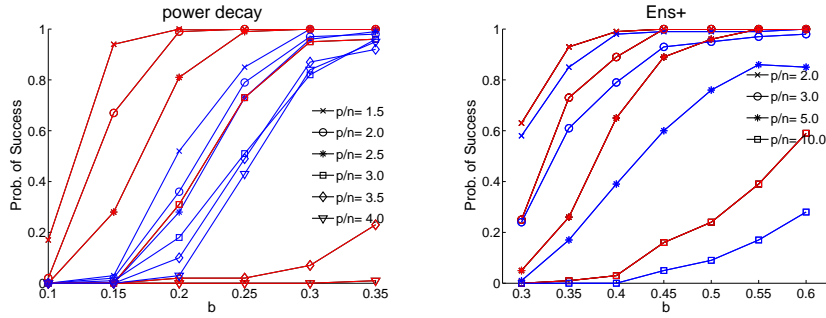 power decay
1
0.8
0.6
0.4
0.2
0
Prob. of Success
0.1
0.15
0.2
0.25
0.3
0.35
b
p/n= 1.5
p/n= 2.0
p/n= 2.5
p/n= 3.0
p/n= 3.5
p/n= 4.0
Ens+
1
0.8
0.6
0.4
0.2
0
Prob. of Success
0.3
0.35
0.4
0.45
0.5
0.55
0.6
b
p/n= 2.0
p/n= 3.0
p/n= 5.0
p/n= 10.0